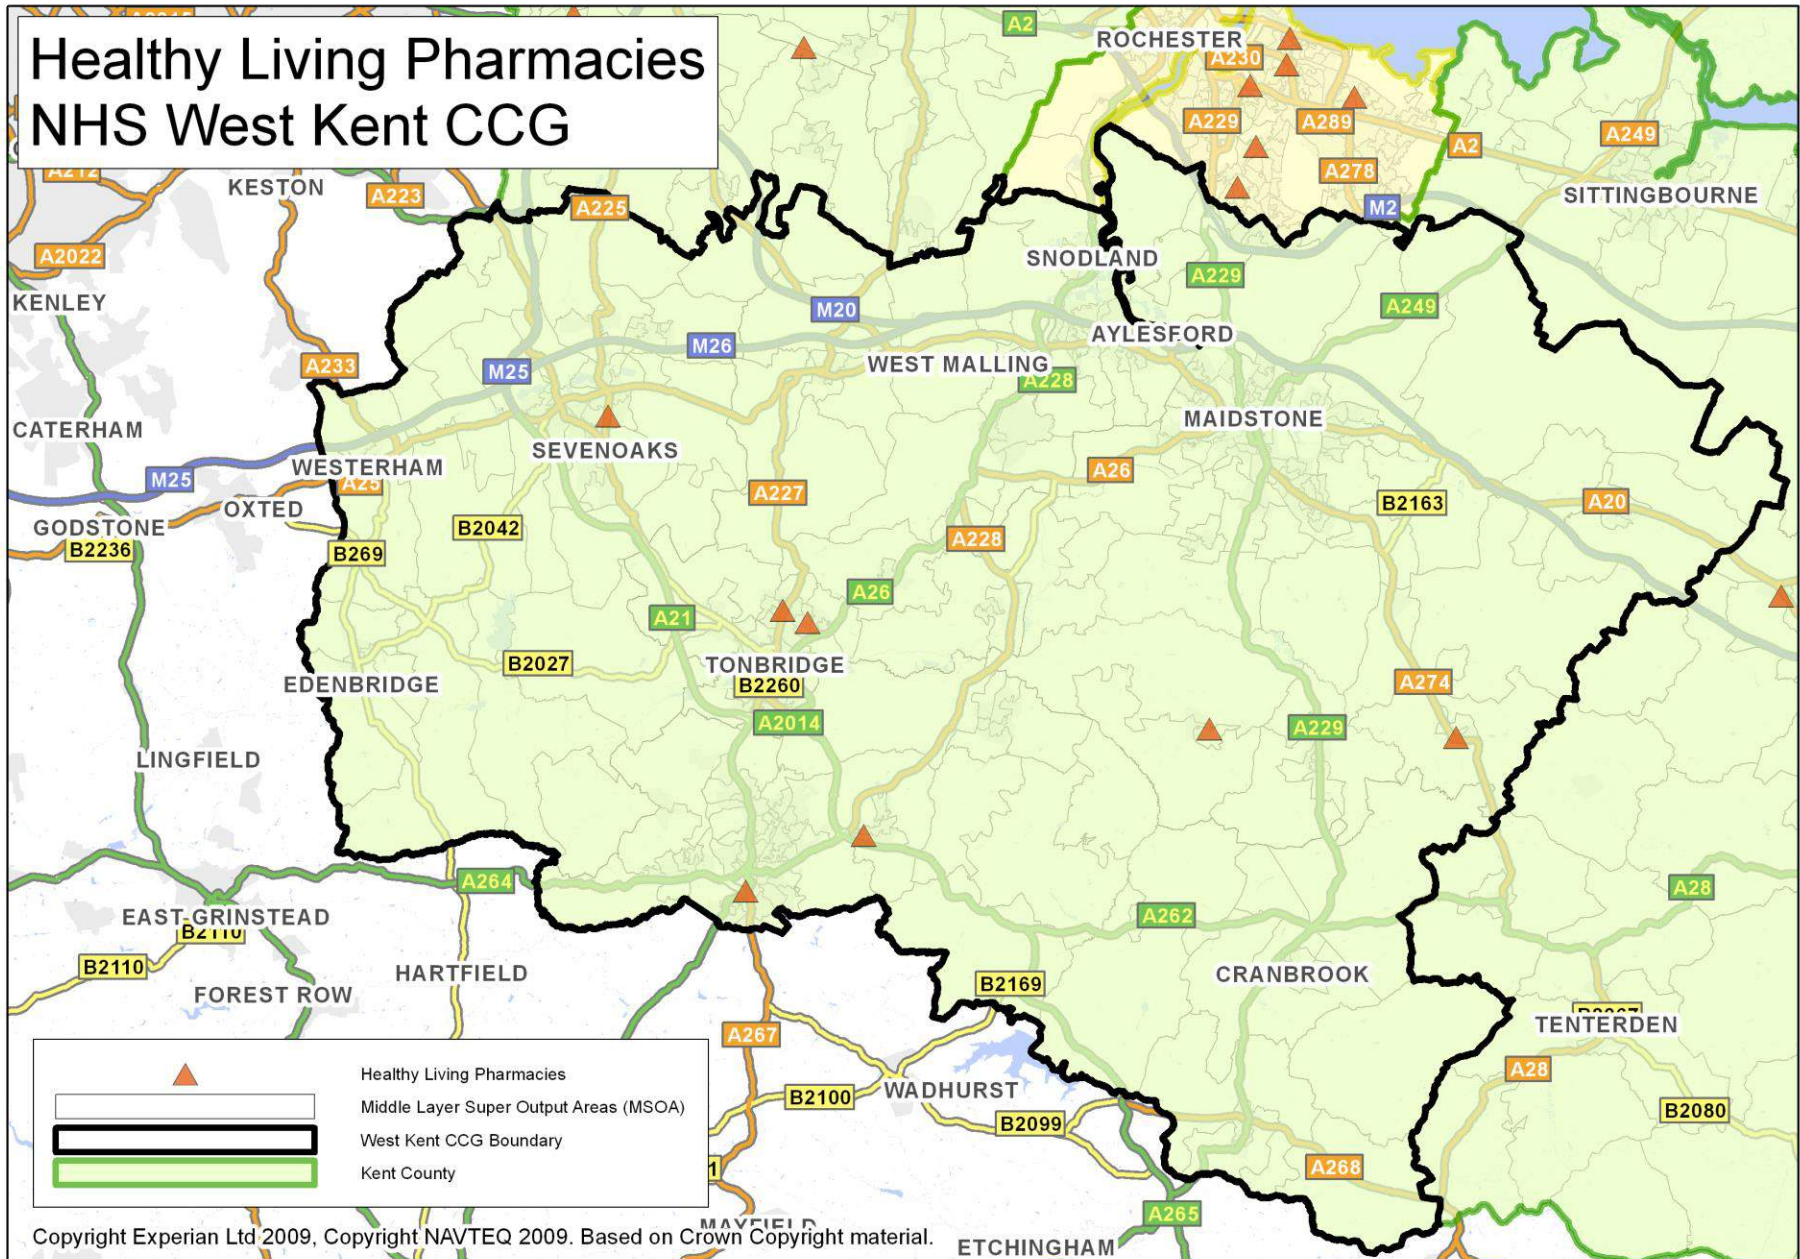 Healthy Living Pharmacies
NHS West Kent CCG
A2
ROCHESTER
A230
A229
A289
A2
A249
A278
A212
KESTON
A223
A225
M2
SITTINGBOURNE
A2022
SNODLAND
A229
KENLEY
M20
A249
AYLESFORD
M26
A233
M25
WEST MALLING
A228
MAIDSTONE
CATERHAM
SEVENOAKS
WESTERHAM
A26
M25
A25
A227
B2163
A20
OXTED
GODSTONE
B2042
A228
B2236
B269
A26
A21
B2027
TONBRIDGE
B2260
EDENBRIDGE
A274
A2014
A229
LINGFIELD
A264
A28
EAST GRINSTEAD
B2110
A262
B2110
HARTFIELD
CRANBROOK
FOREST ROW
B2169
TENTERDEN
A267
A28
WADHURST
B2100
B2099
B2080
A268
A265
MAYFIELD
ETCHINGHAM
Healthy Living Pharmacies
Middle Layer Super Output Areas (MSOA)
West Kent CCG Boundary
Kent County
Copyright Experian Ltd 2009, Copyright NAVTEQ 2009. Based on Crown Copyright material.